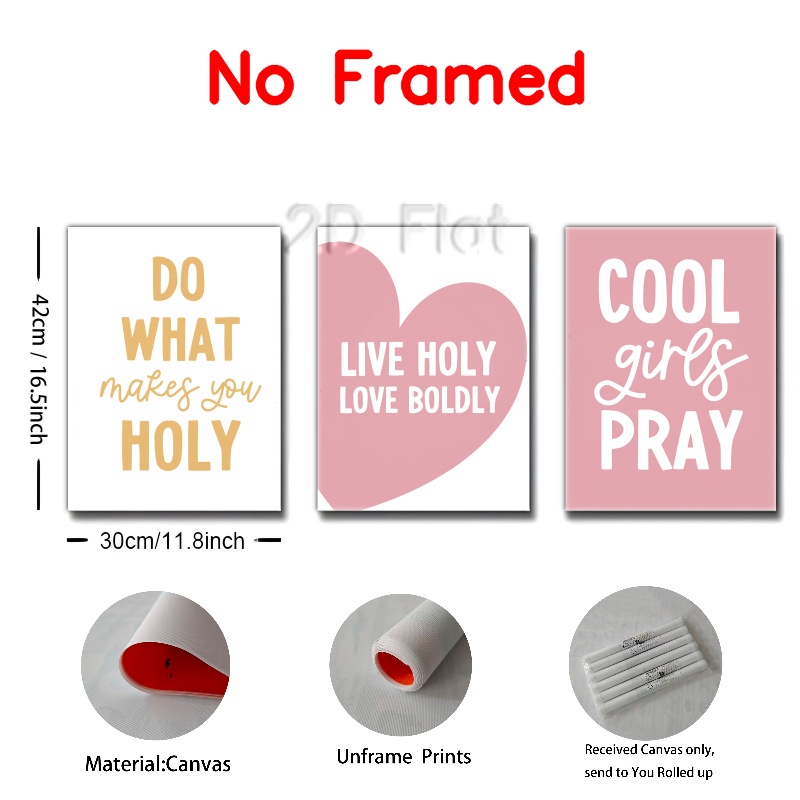 No Framed
2D Flat
DO
WHAT
makes you
HOLY
LIVE HOLY
LOVE BOLDLY
COOL
girls
PRAY
42cm / 16.5inch
30cm/11.8inch
Material:Canvas
Unframe Prints
Received Canvas only,
send to You Rolled up